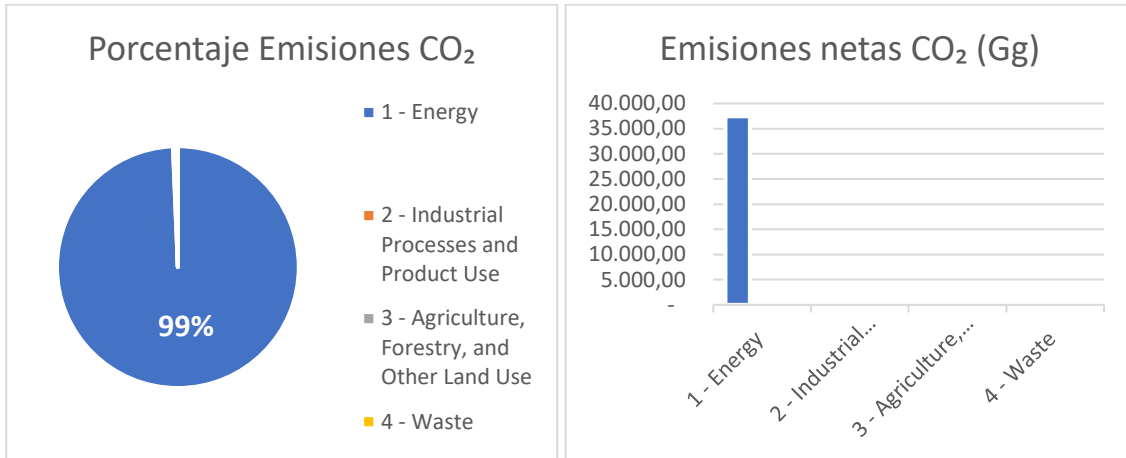 Porcentaje Emisiones CO₂
1 - Energy
2 - Industrial
Processes and
Product Use
3 - Agriculture,
Forestry, and
Other Land Use
4 - Waste
99%
Emisiones netas CO₂ (Gg)
40.000,00
35.000,00
30.000,00
25.000,00
20.000,00
15.000,00
10.000,00
5.000,00
-
1 - Energy
2 - Industrial...
3 - Agriculture,...
4 - Waste